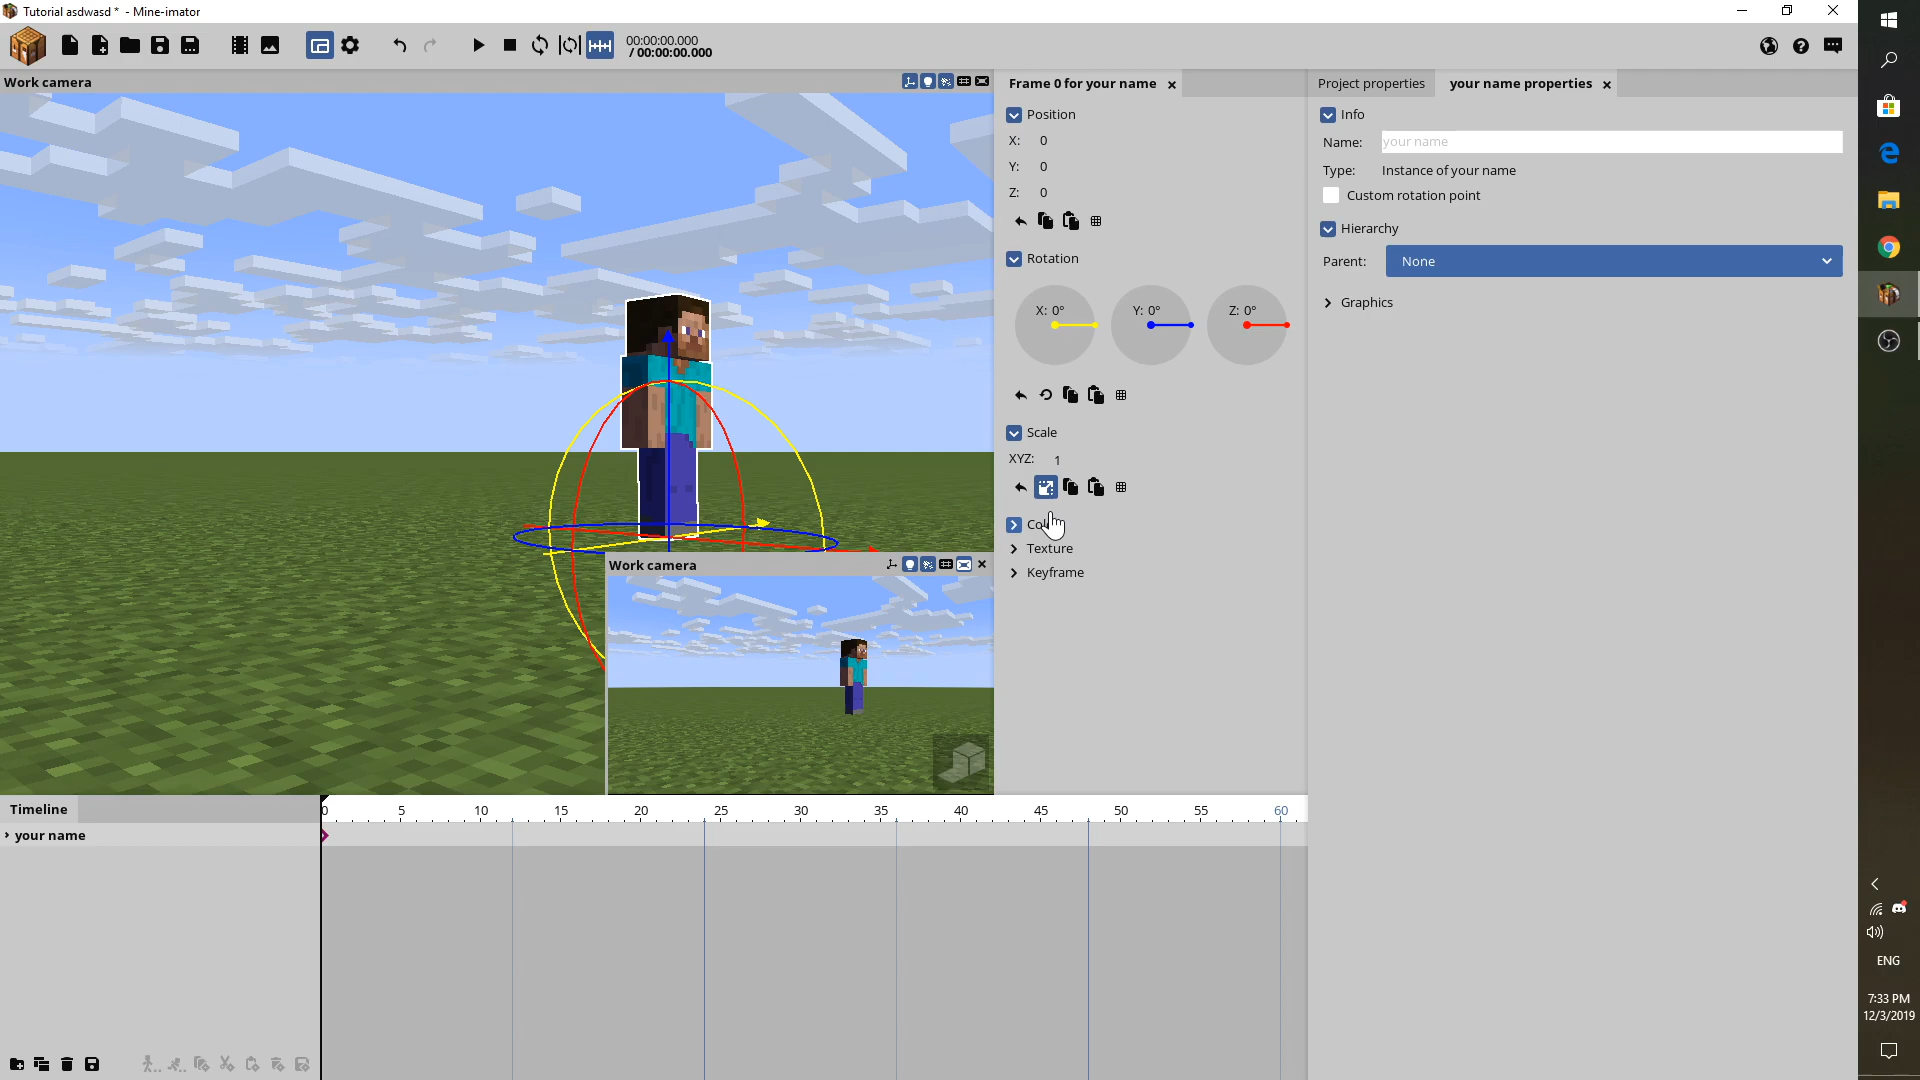 Tutorial asdwasd * - Mine-imator
00:00:00.000
/ 00:00:00.000
Work camera
Frame 0 for your name
Position
X: 0
Y: 0
Z: 0
Rotation
X: 0°
Y: 0°
Z: 0°
Scale
XYZ: 1
Texture
Keyframe
Project properties
your name properties
Info
Name: your name
Type: Instance of your name
Custom rotation point
Hierarchy
Parent: None
Graphics
Work camera
Timeline
0 5 10 15 20 25 30 35 40 45 50 55 60
your name
ENG
7:33 PM
12/3/2019